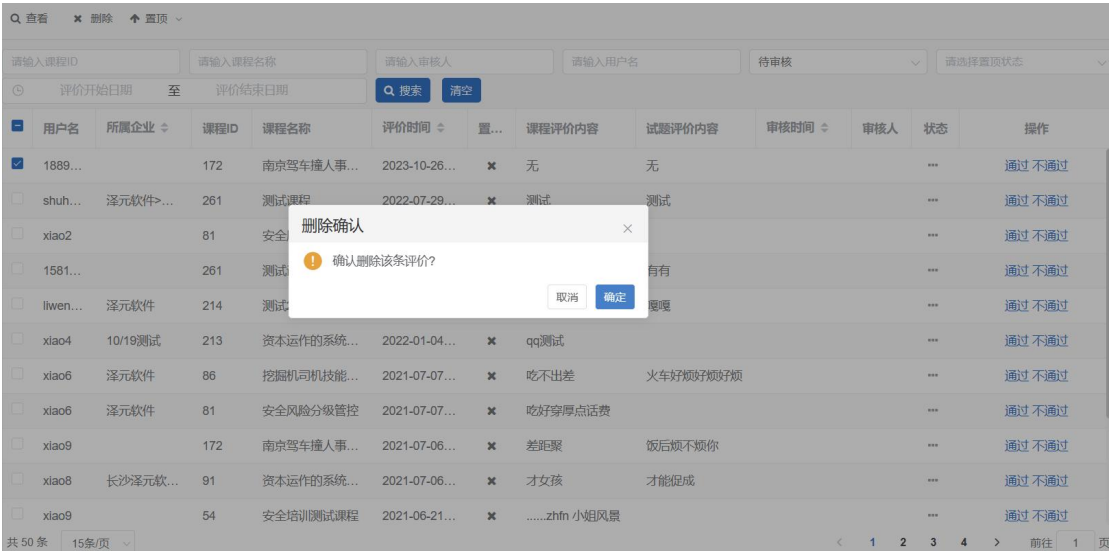 查看 删除 置顶
请输入课程ID 请输入课程名称 请输入审核人 请输入用户名 待审核 请选择置顶状态
评价开始日期 至 评价结束日期 搜索 清空
用户名 所属企业 课程ID 课程名称 评价时间 置... 课程评价内容 试题评价内容 审核时间 审核人 状态 操作
1889... 172 南京驾车撞人事... 2023-10-26... 无 无 ... 通过 不通过
shuh... 泽元软件>... 261 测试课程 2022-07-29... 测试 测试 ... 通过 不通过
删除确认
xiao2 81 安全 ... 通过 不通过
确认删除该条评价?
1581... 261 测试 有有 ... 通过 不通过
取消 确定
liwen... 泽元软件 214 测试 嘎嘎 ... 通过 不通过
xiao4 10/19测试 213 资本运作的系统... 2022-01-04... qq测试 ... 通过 不通过
xiao6 泽元软件 86 挖掘机司机技能... 2021-07-07... 吃不出差 火车好烦好烦好烦 ... 通过 不通过
xiao6 泽元软件 81 安全风险分级管控 2021-07-07... 吃好穿厚点话费 ... 通过 不通过
xiao9 172 南京驾车撞人事... 2021-07-06... 差距聚 饭后烦不烦你 ... 通过 不通过
xiao8 长沙泽元软... 91 资本运作的系统... 2021-07-06... 才女孩 才能促成 ... 通过 不通过
xiao9 54 安全培训测试课程 2021-06-21... ......zhfn 小姐风景 ... 通过 不通过
共 50 条 15条/页 1 2 3 4 前往 1 页